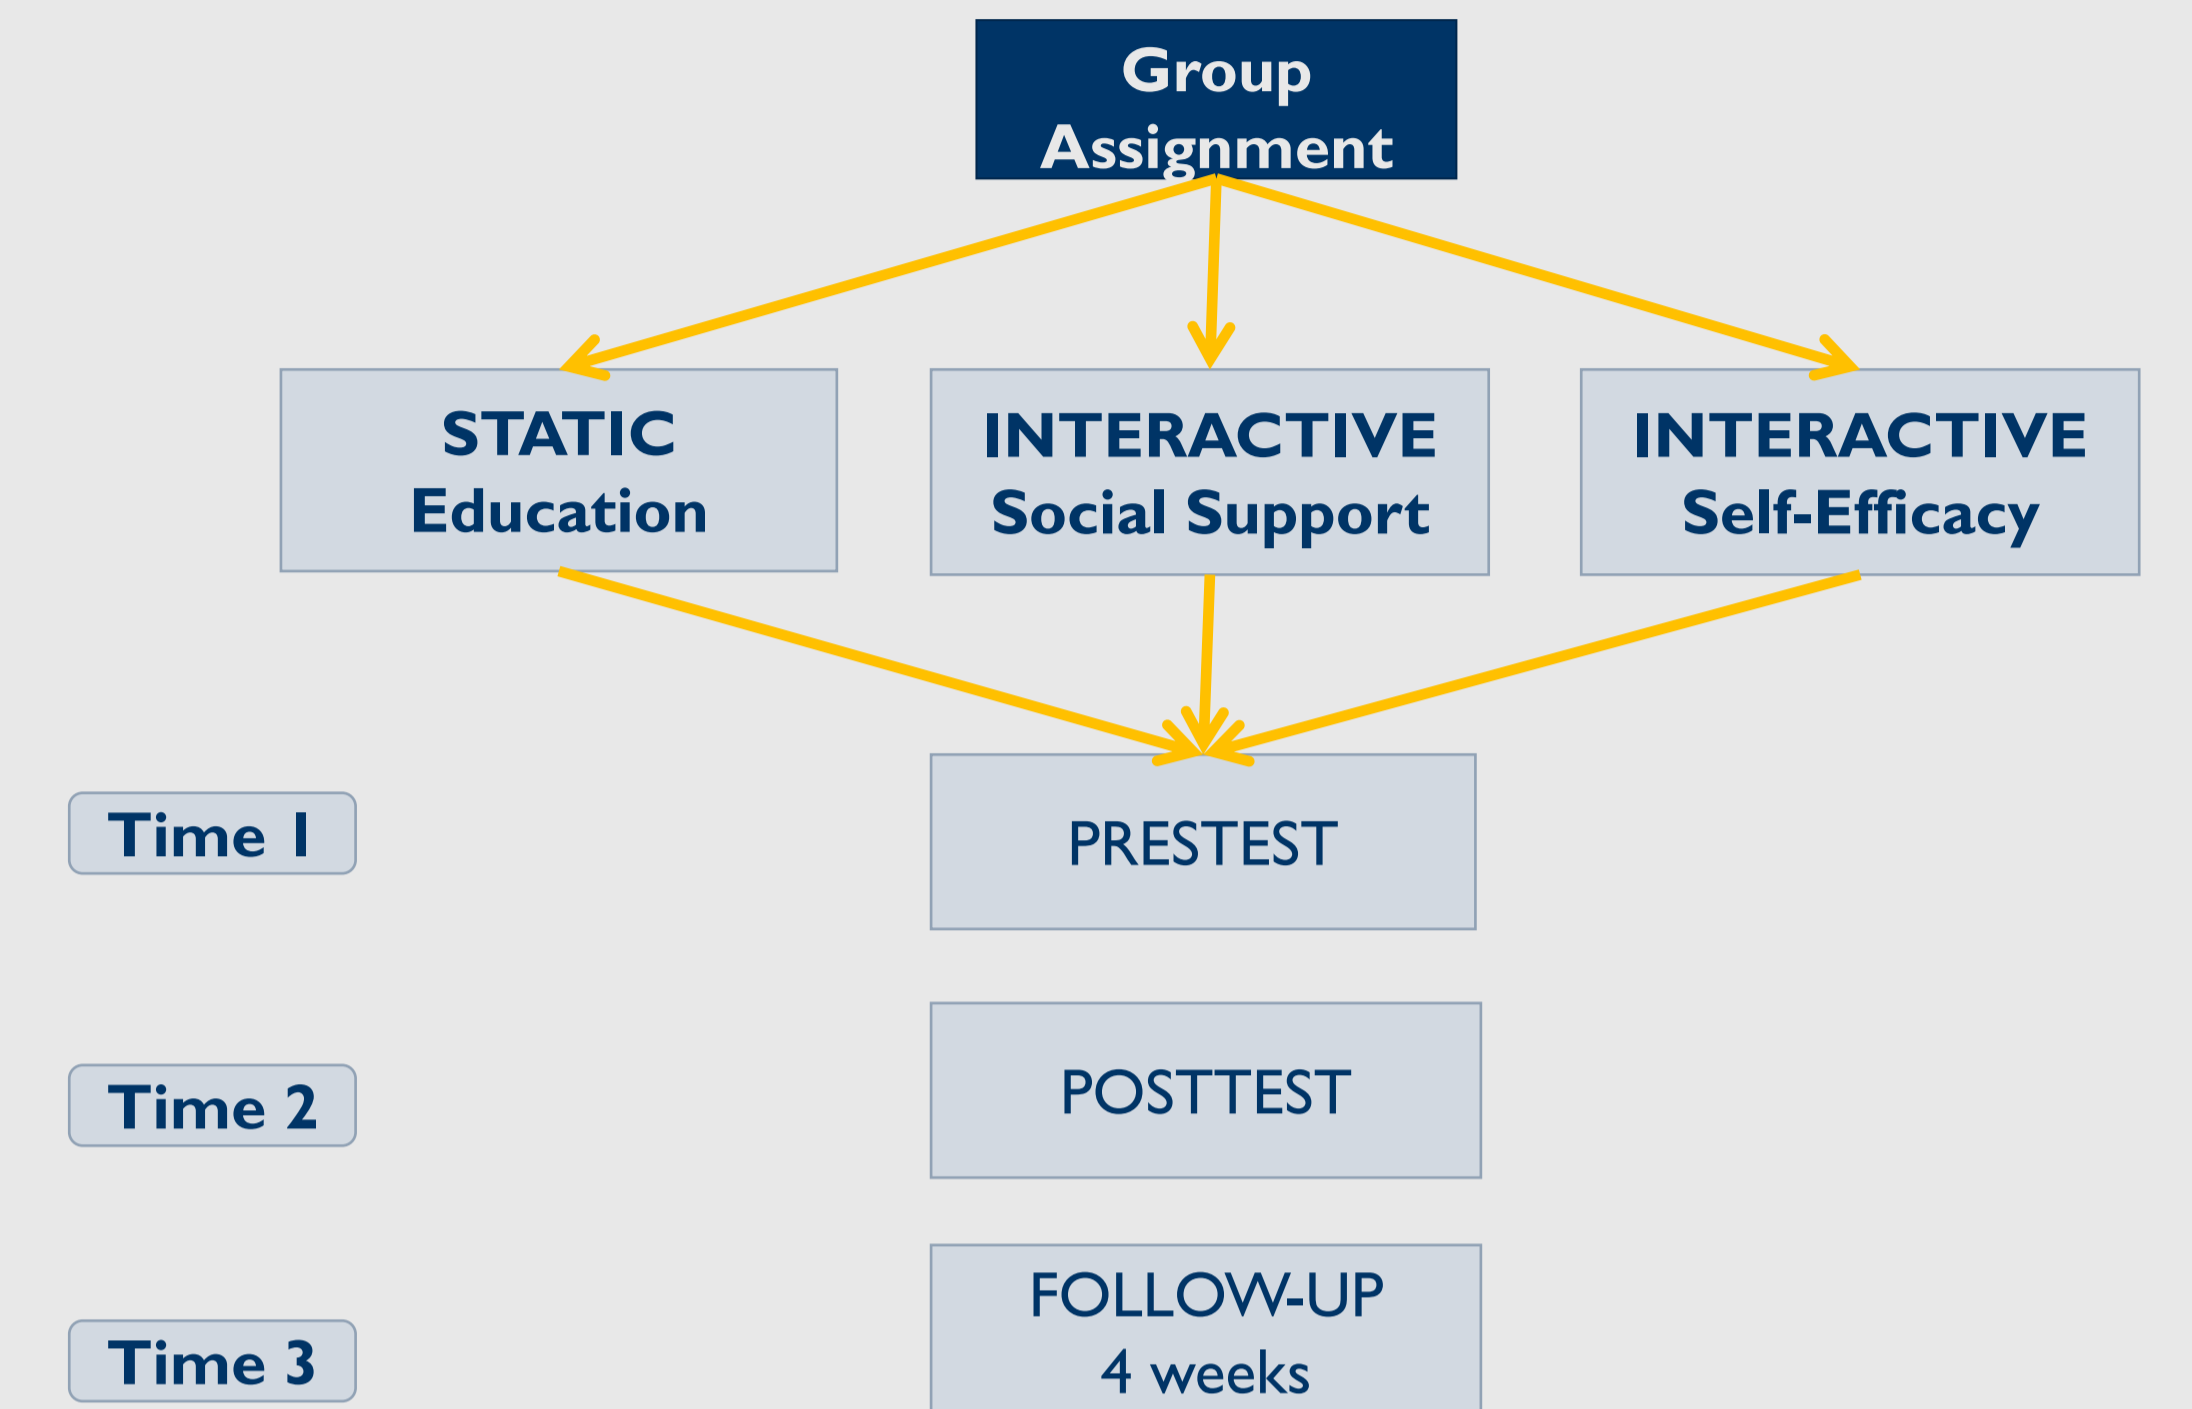 Group
Assignment
STATIC
Education
INTERACTIVE
Social Support
INTERACTIVE
Self-Efficacy
Time 1
PRESTEST
Time 2
POSTTEST
Time 3
FOLLOW-UP
4 weeks